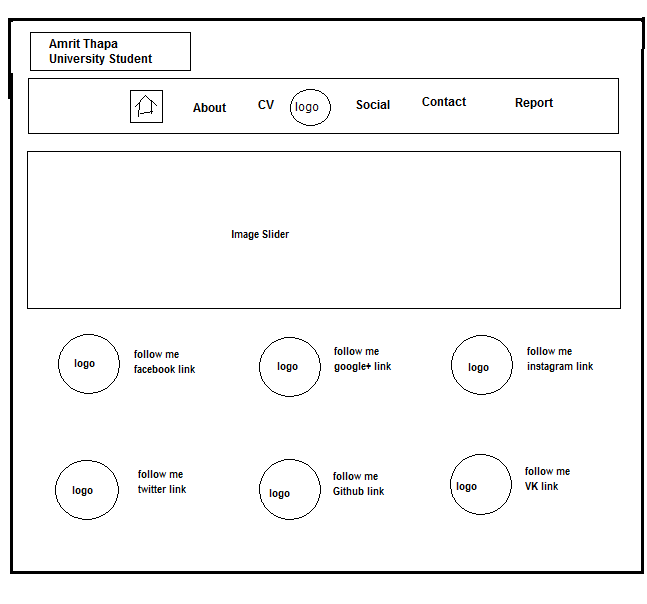 Amrit Thapa
University Student
About CV logo Social Contact Report
Image Slider
logo
follow me
facebook link
logo
follow me
google+ link
logo
follow me
instagram link
logo
follow me
twitter link
logo
follow me
Github link
logo
follow me
VK link